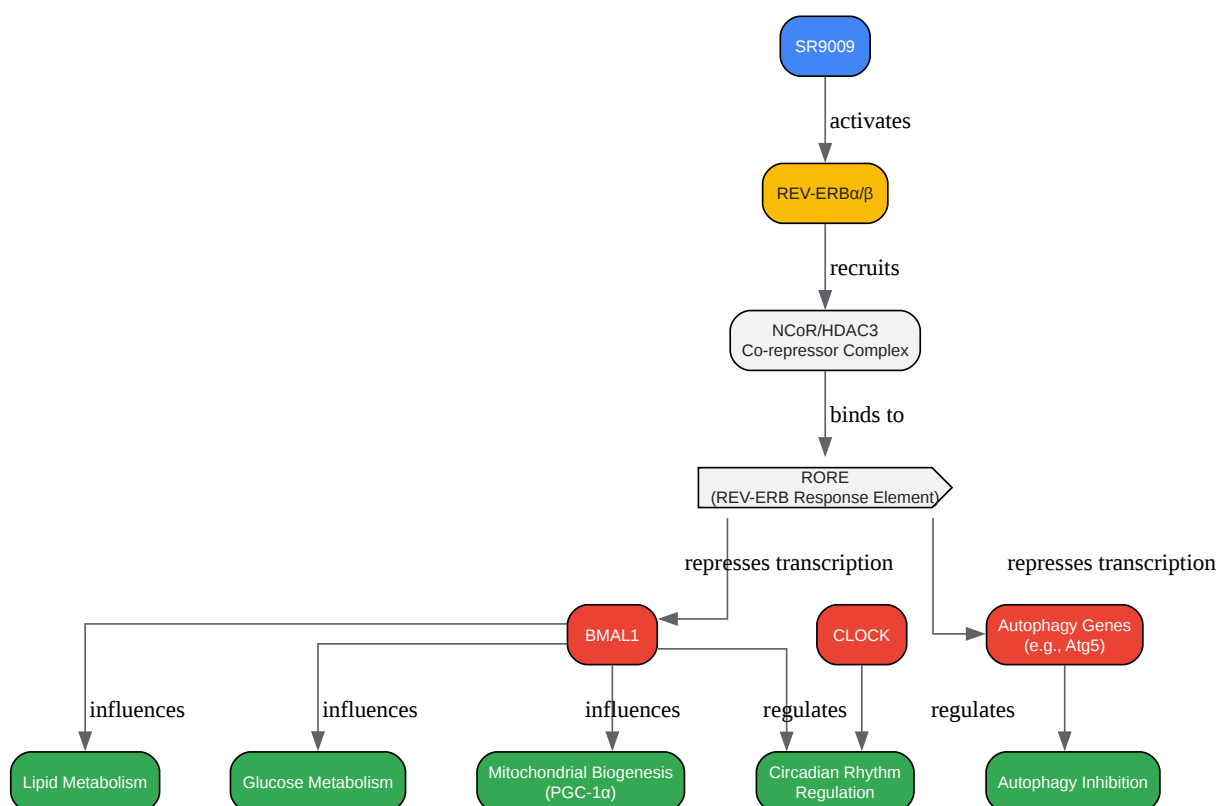 SR9009
activates
REV-ERBα/β
recruits
NCoR/HDAC3
Co-repressor Complex
binds to
RORE
(REV-ERB Response Element)
represses transcription
represses transcription
BMAL1
CLOCK
Autophagy Genes
(e.g., Atg5)
influences
influences
influences
regulates
regulates
Lipid Metabolism
Glucose Metabolism
Mitochondrial Biogenesis
(PGC-1α)
Circadian Rhythm
Regulation
Autophagy Inhibition